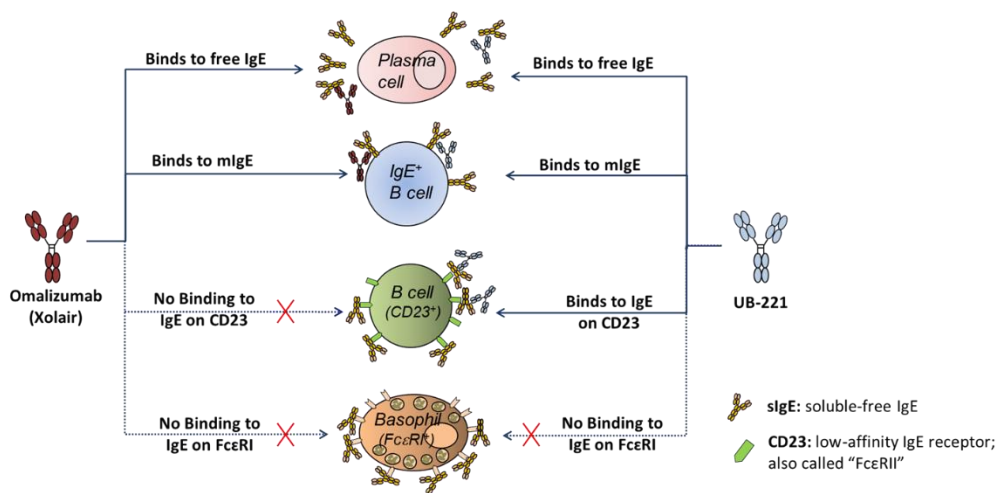 Binds to free IgE
Plasma
cell
Binds to free IgE
Binds to mIgE
IgE+
B cell
Binds to mIgE
Omalizumab
(Xolair)
UB-221
No Binding to
IgE on CD23
B cell
(CD23+)
Binds to IgE
on CD23
No Binding to
IgE on FcεRI
Basophil
(FcεRI+)
No Binding to
IgE on FcεRI
sIgE: soluble-free IgE
CD23: low-affinity IgE receptor;
also called “FcεRII”